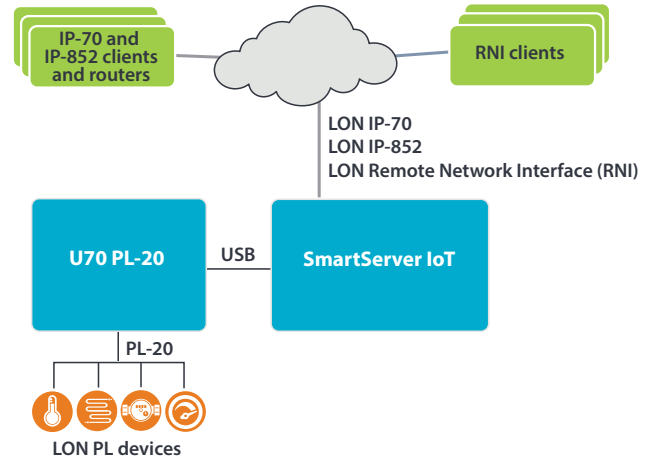 IP-70 and
IP-852 clients
and routers
RNI clients
LON IP-70
LON IP-852
LON Remote Network Interface (RNI)
U70 PL-20
USB
SmartServer IoT
PL-20
LON PL devices